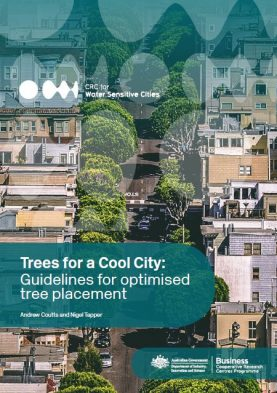 CRC for
Water Sensitive Cities
Trees for a Cool City:
Guidelines for optimised
tree placement
Andrew Coutts and Nigel Tapper
Australian Government
Department of Industry,
Innovation and Science
Business
Cooperative Research
Centres Programme